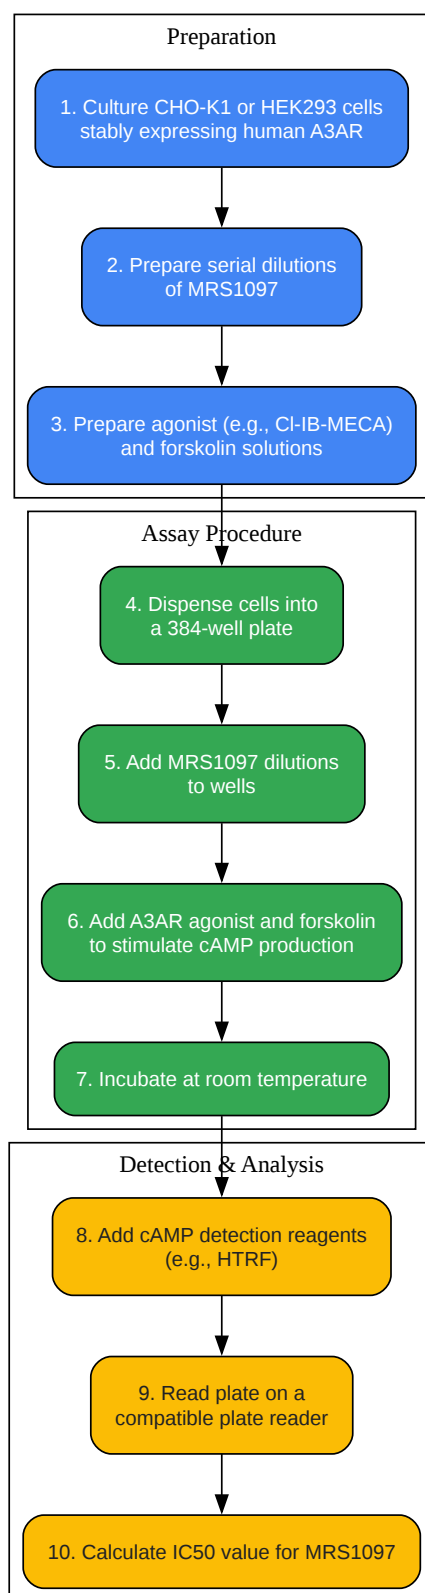 Preparation
1. Culture CHO-K1 or HEK293 cells
stably expressing human A3AR
2. Prepare serial dilutions
of MRS1097
3. Prepare agonist (e.g., Cl-IB-MECA)
and forskolin solutions
Assay Procedure
4. Dispense cells into
a 384-well plate
5. Add MRS1097 dilutions
to wells
6. Add A3AR agonist and forskolin
to stimulate cAMP production
7. Incubate at room temperature
Detection & Analysis
8. Add cAMP detection reagents
(e.g., HTRF)
9. Read plate on a
compatible plate reader
10. Calculate IC50 value for MRS1097